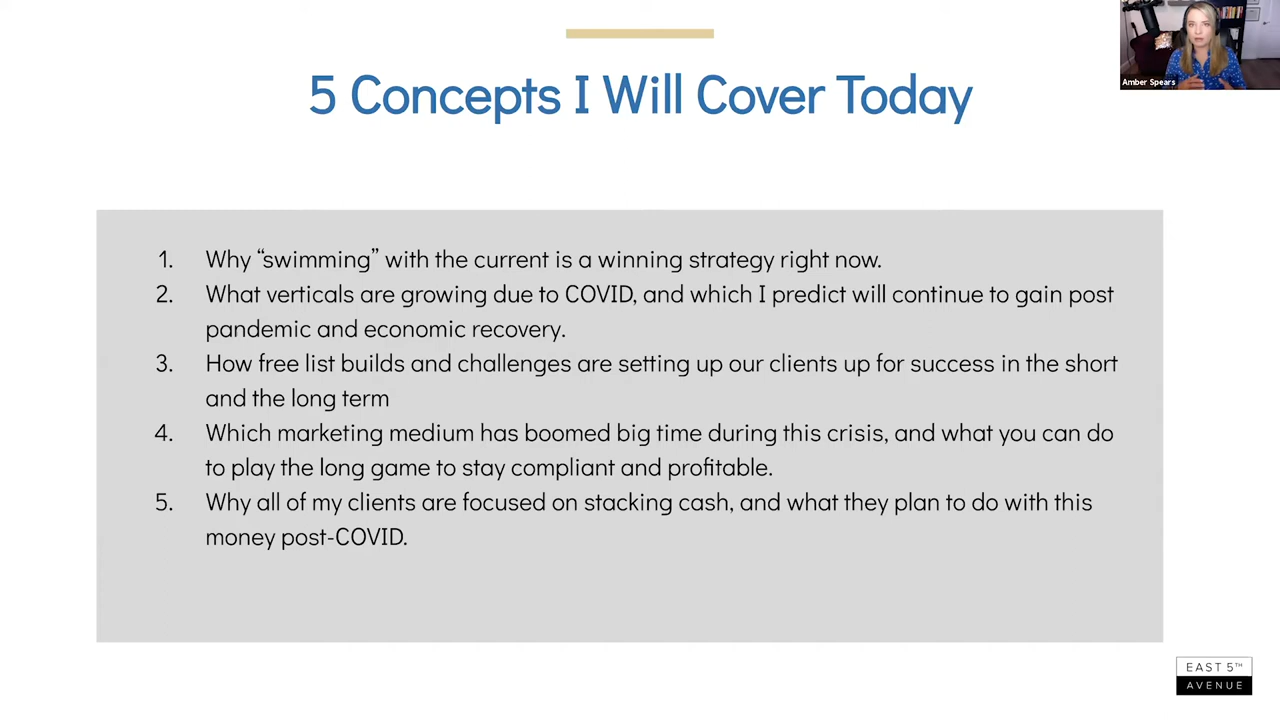 Amber Spears
5 Concepts I Will Cover Today
1. Why “swimming” with the current is a winning strategy right now.
2. What verticals are growing due to COVID, and which I predict will continue to gain post
pandemic and economic recovery.
3. How free list builds and challenges are setting up our clients up for success in the short
and the long term
4. Which marketing medium has boomed big time during this crisis, and what you can do
to play the long game to stay compliant and profitable.
5. Why all of my clients are focused on stacking cash, and what they plan to do with this
money post-COVID.
EAST 5TH
AVENUE